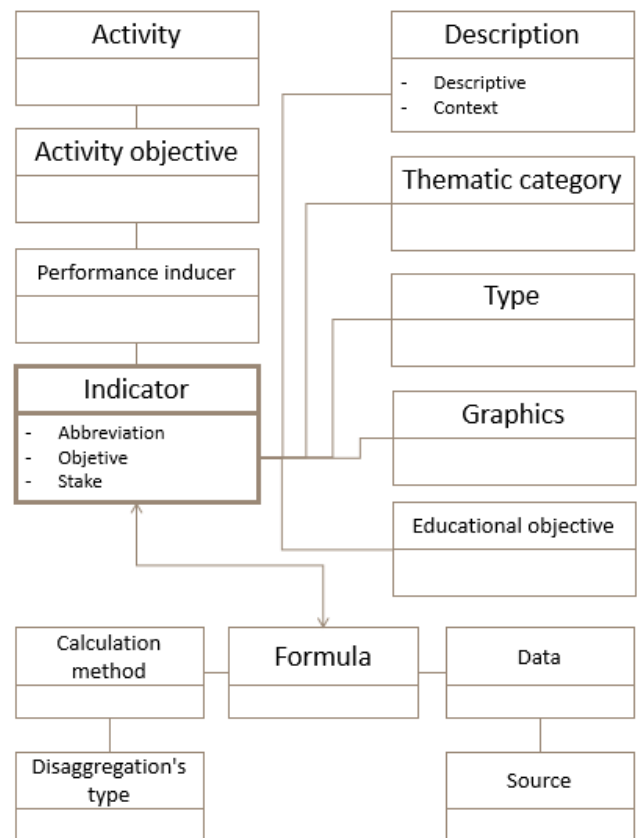 Activity
Activity objective
Performance inducer
Indicator
- Abbreviation
- Objetive
- Stake
Description
- Descriptive
- Context
Thematic category
Type
Graphics
Educational objective
Calculation
method
Formula
Data
Disaggregation's
type
Source